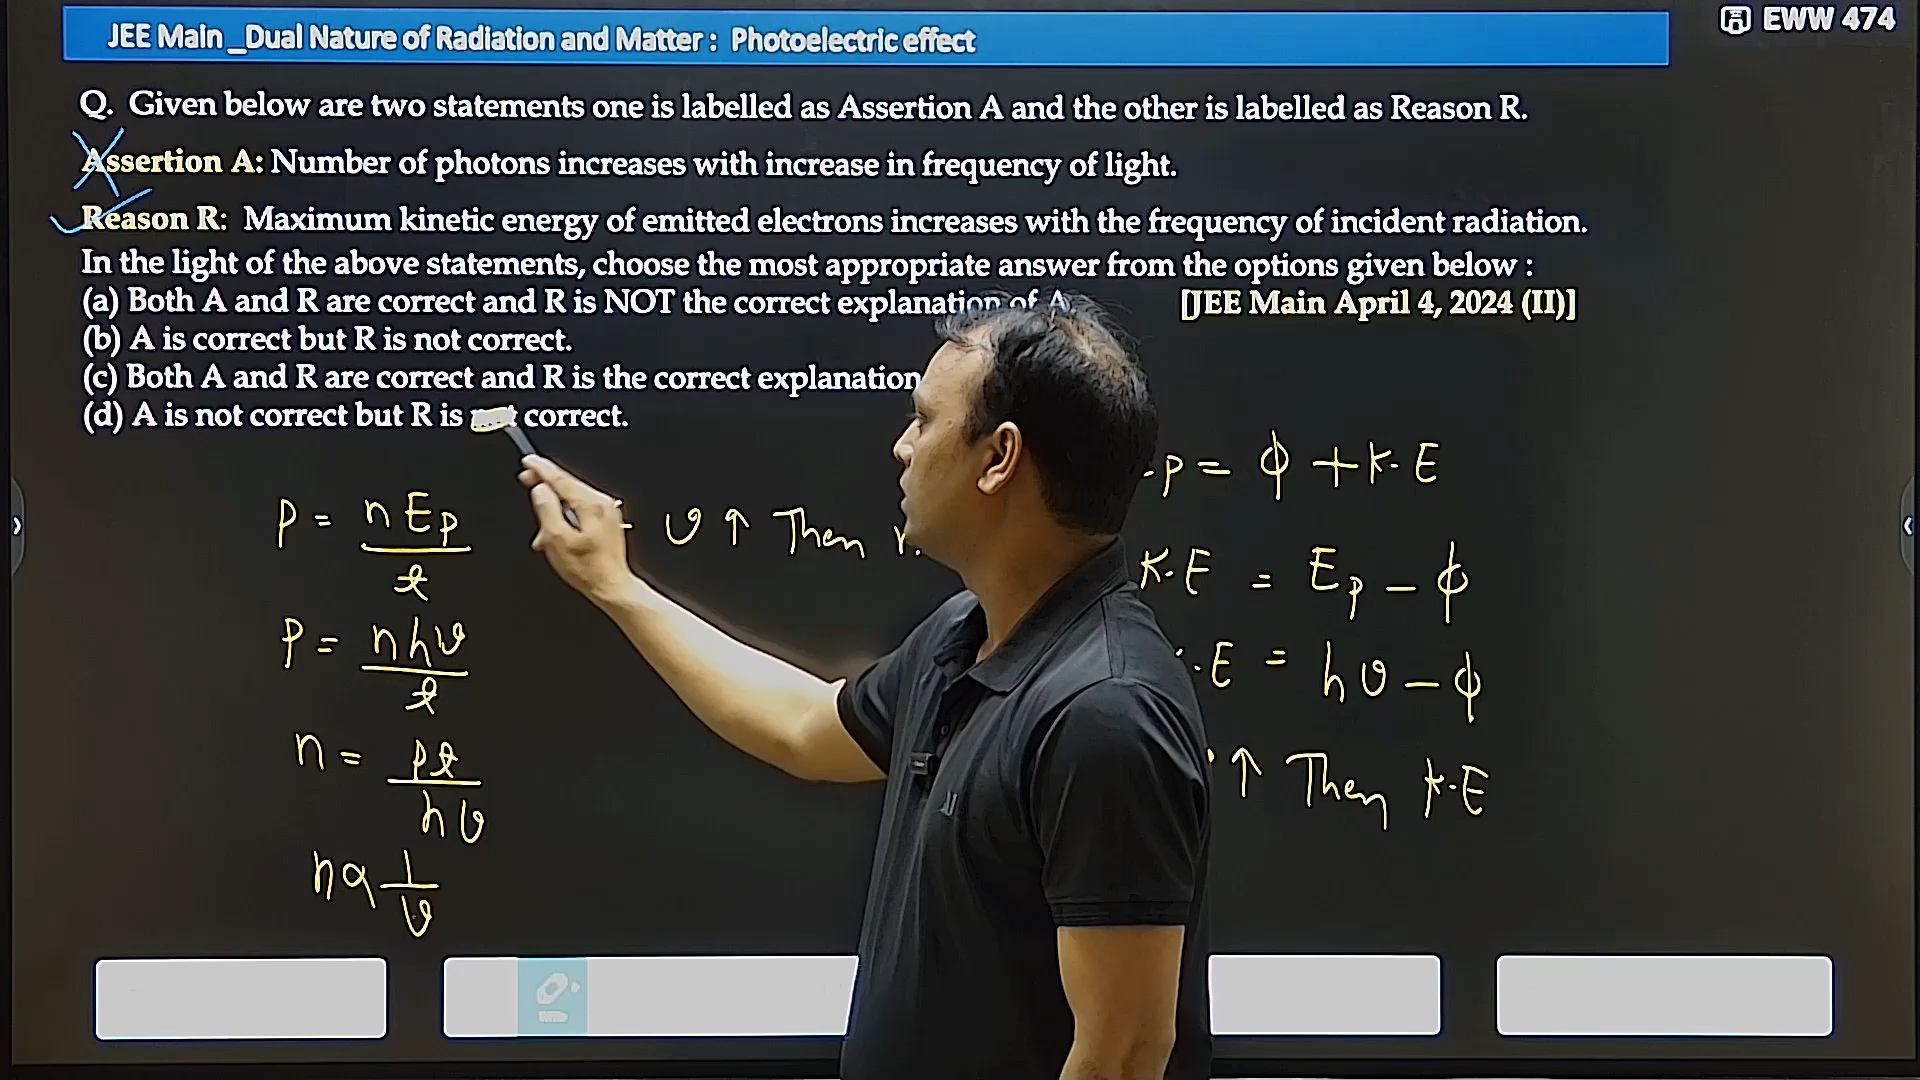 JEE Main _Dual Nature of Radiation and Matter : Photoelectric effect
EWW 474
Q. Given below are two statements one is labelled as Assertion A and the other is labelled as Reason R.
Assertion A: Number of photons increases with increase in frequency of light.
Reason R: Maximum kinetic energy of emitted electrons increases with the frequency of incident radiation.
In the light of the above statements, choose the most appropriate answer from the options given below :
(a) Both A and R are correct and R is NOT the correct explanation of A
[JEE Main April 4, 2024 (II)]
(b) A is correct but R is not correct.
(c) Both A and R are correct and R is the correct explanation
(d) A is not correct but R is correct.
P = n Ep / t
υ ↑ Then
P = n h υ / t
n = Pt / h υ
n α 1 / υ
P = φ + K.E
K.E = Ep - φ
.E = h υ - φ
↑ Then K.E